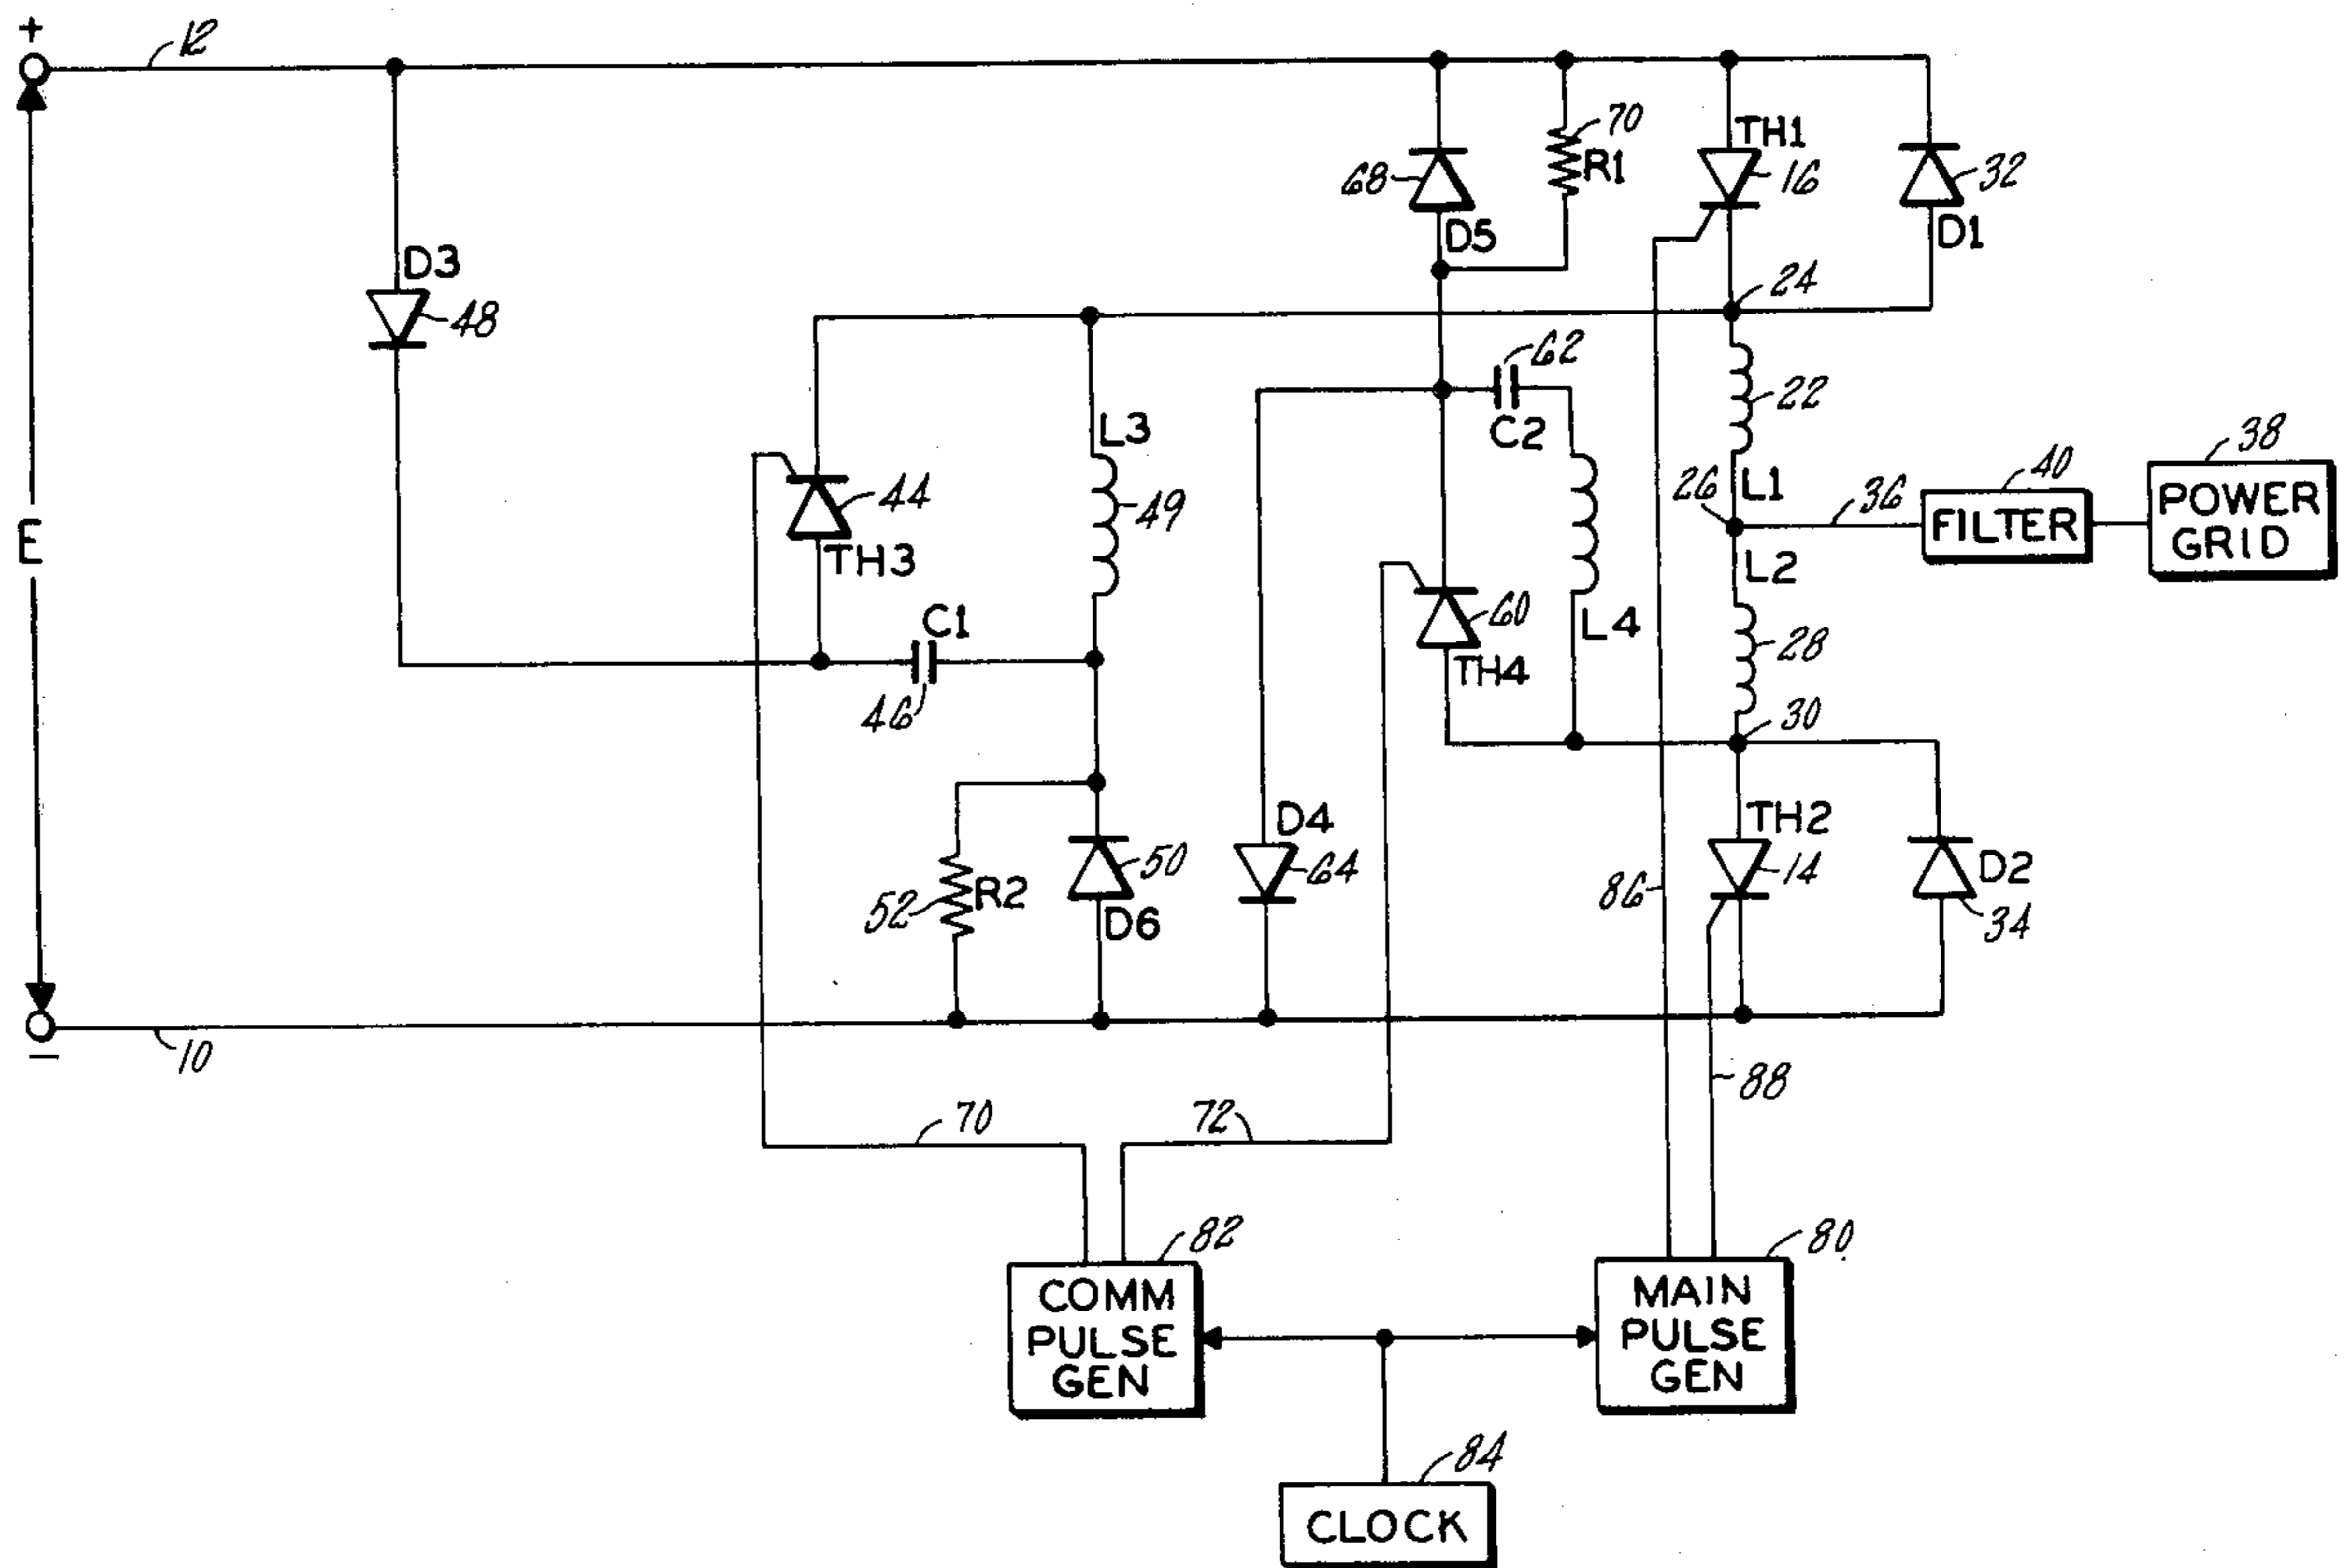 +
12
70
TH1
R1
68
16
32
D5
D1
D3
24
48
62
L3
C2
22
38
40
44
49
26
L1
36
POWER
GRID
FILTER
E
TH3
L2
60
C1
L4
28
TH4
46
30
D4
TH2
50
64
14
D2
86
52
R2
D6
34
10
−
88
70
72
82
80
COMM
PULSE
GEN
MAIN
PULSE
GEN
84
CLOCK